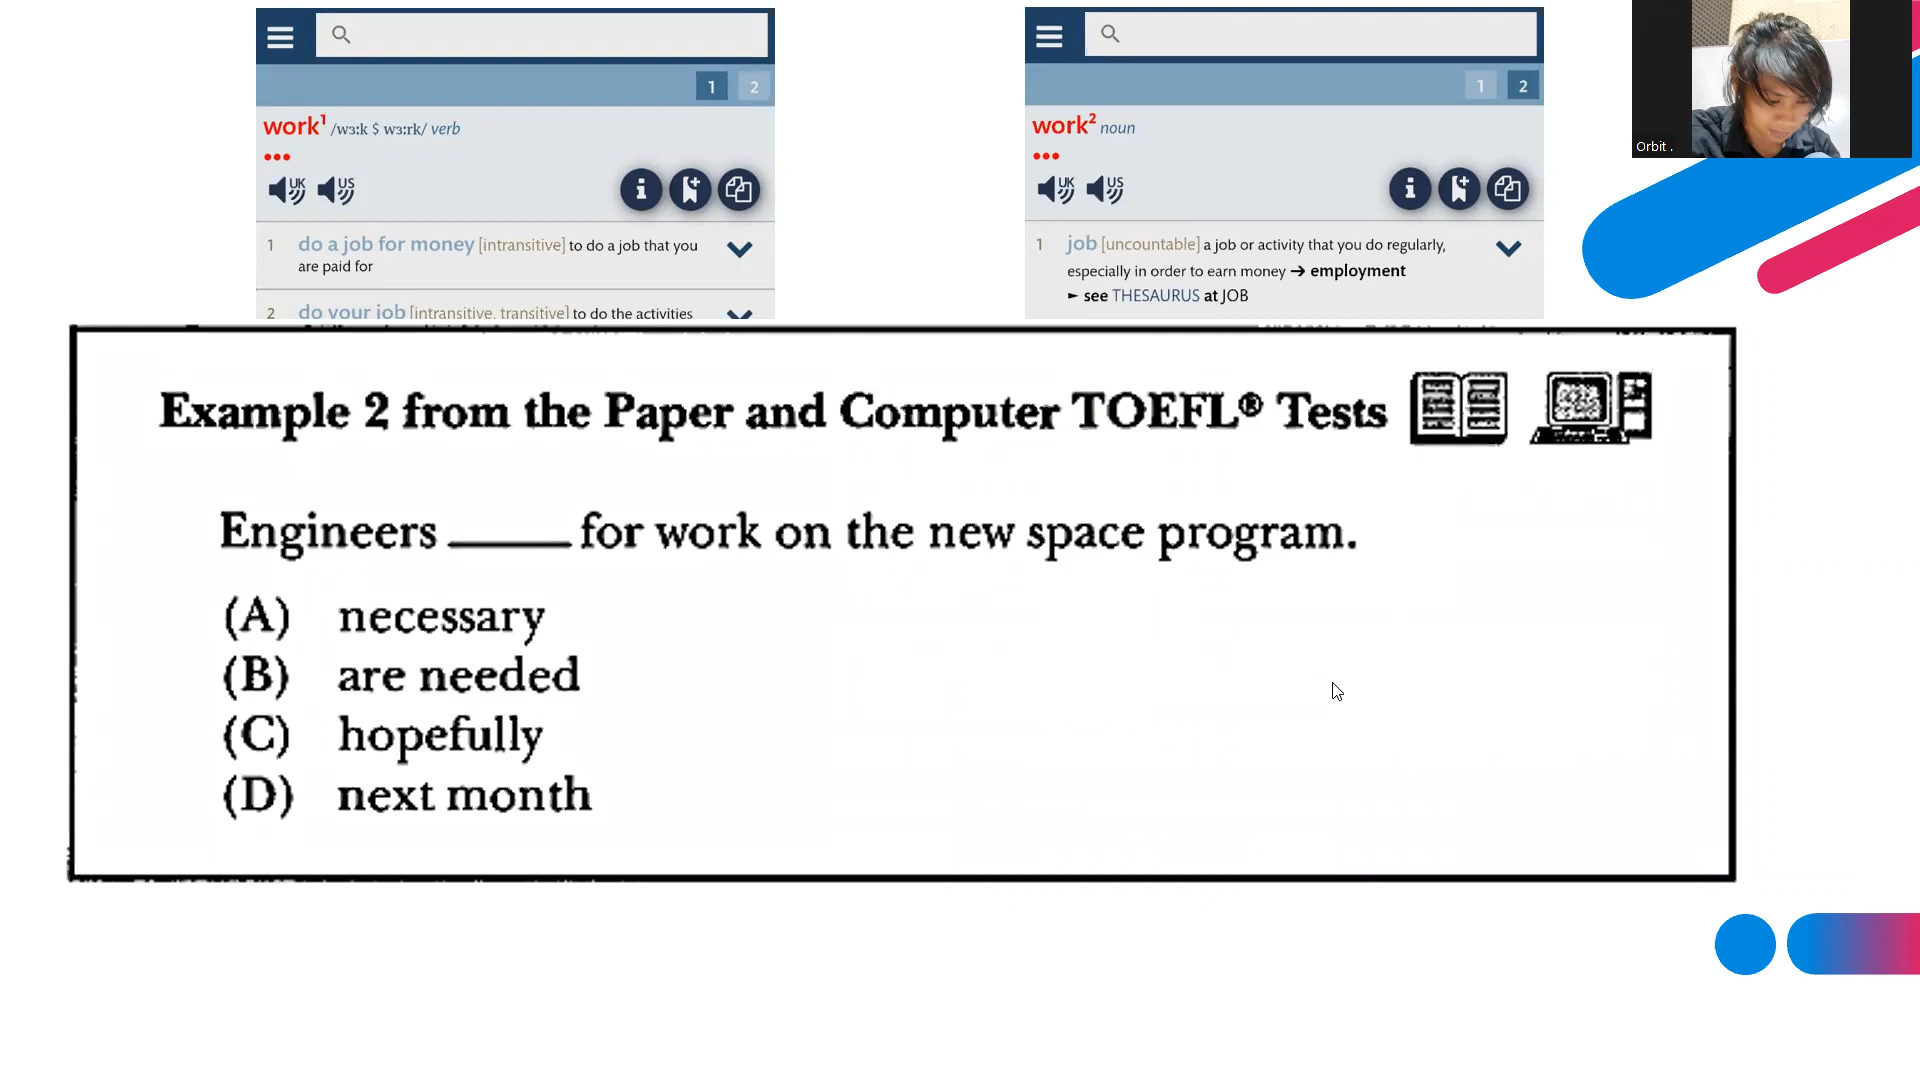 1 2
work¹ /wɜːk $ wɜːrk/ verb
UK US
1 do a job for money [intransitive] to do a job that you
are paid for
2 do your job [intransitive, transitive] to do the activities
1 2
work² noun
UK US
1 job [uncountable] a job or activity that you do regularly,
especially in order to earn money → employment
► see THESAURUS at JOB
Orbit .
Example 2 from the Paper and Computer TOEFL® Tests
Engineers _____ for work on the new space program.
(A) necessary
(B) are needed
(C) hopefully
(D) next month